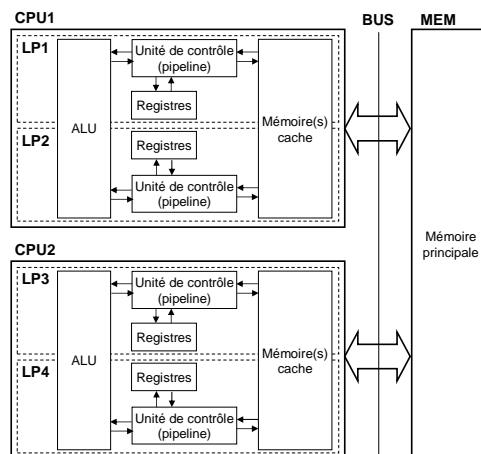 CPU1
BUS
MEM
LP1
Unité de contrôle
(pipeline)
Registres
ALU
Mémoire(s)
cache
LP2
Registres
Unité de contrôle
(pipeline)
Mémoire
principale
CPU2
LP3
Unité de contrôle
(pipeline)
Registres
ALU
Mémoire(s)
cache
LP4
Registres
Unité de contrôle
(pipeline)